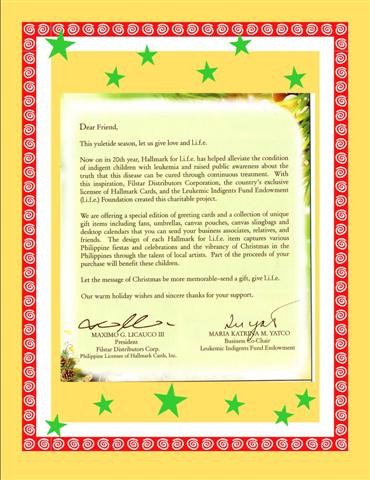 Dear Friend,
This yuletide season, let us give love and l.i.f.e.
Now on its 20th year, Hallmark for L.i.f.e. has helped alleviate the condition
of indigent children with leukemia and raised public awareness about the
truth that this disease can be cured through continuous treatment. With
this inspiration, Filstar Distributors Corporation, the country's exclusive
licensee of Hallmark Cards, and the Leukemic Indigents Fund Endowment
(l.i.f.e.) Foundation created this charitable project.
We are offering a special edition of greeting cards and a collection of unique
gift items including fans, umbrellas, canvas pouches, canvas slingbags and
desktop calendars that you can send your business associates, relatives, and
friends. The design of each Hallmark for L.i.f.e. item captures various
Philippine fiestas and celebrations and the vibrancy of Christmas in the
Philippines through the talent of local artists. Part of the proceeds of your
purchase will benefit these children.
Let the message of Christmas be more memorable–send a gift, give l.i.f.e.
Our warm holiday wishes and sincere thanks for your support.
MAXIMO G. LICAUCO III
President
Filstar Distributors Corp.
Philippine Licensee of Hallmark Cards, Inc.
MARIA KATRINA M. YATCO
Business Co-Chair
Leukemic Indigents Fund Endowment